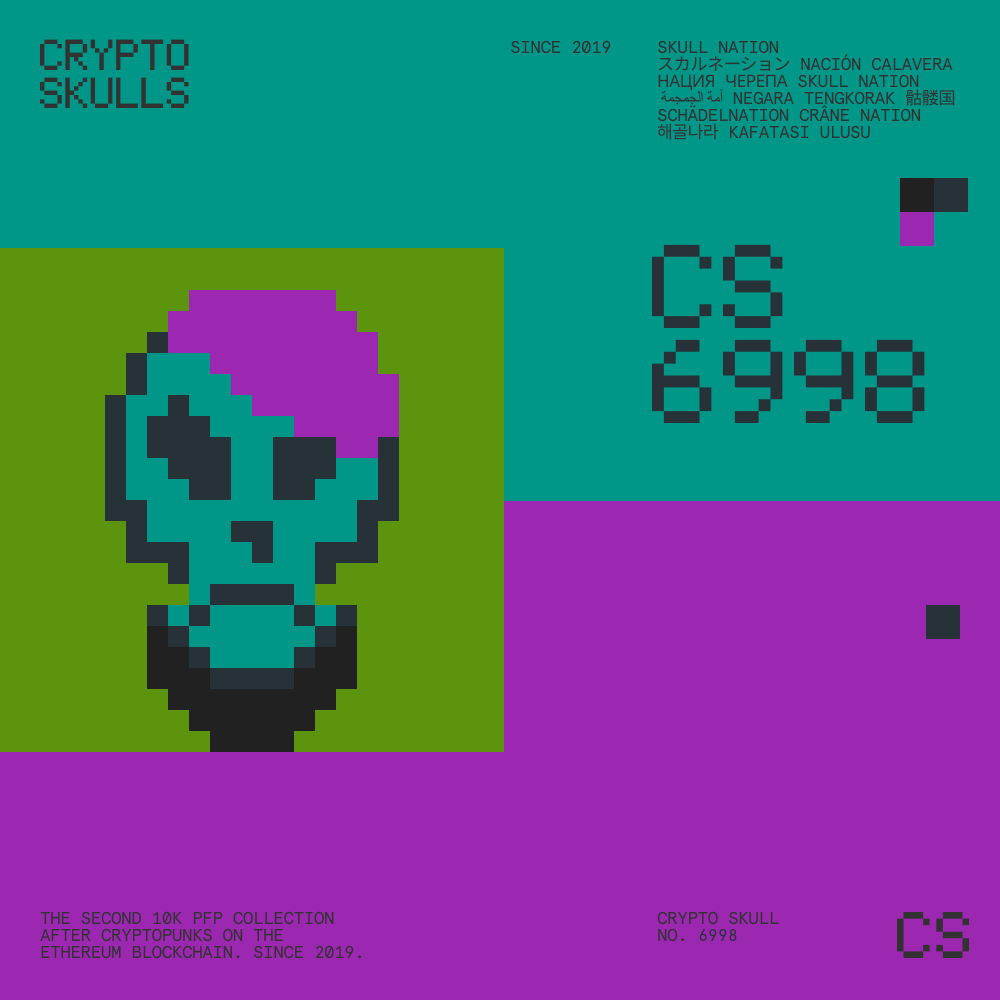 CRYPTO
SKULLS
SINCE 2019
SKULL NATION
スカルネーション NACIÓN CALAVERA
НАЦИЯ ЧЕРЕПА SKULL NATION
أمة الجمجمة NEGARA TENGKORAK 骷髅国
SCHÄDELNATION CRÂNE NATION
해골나라 KAFATASI ULUSU
CS
6998
THE SECOND 10K PFP COLLECTION
AFTER CRYPTOPUNKS ON THE
ETHEREUM BLOCKCHAIN. SINCE 2019.
CRYPTO SKULL
NO. 6998
CS